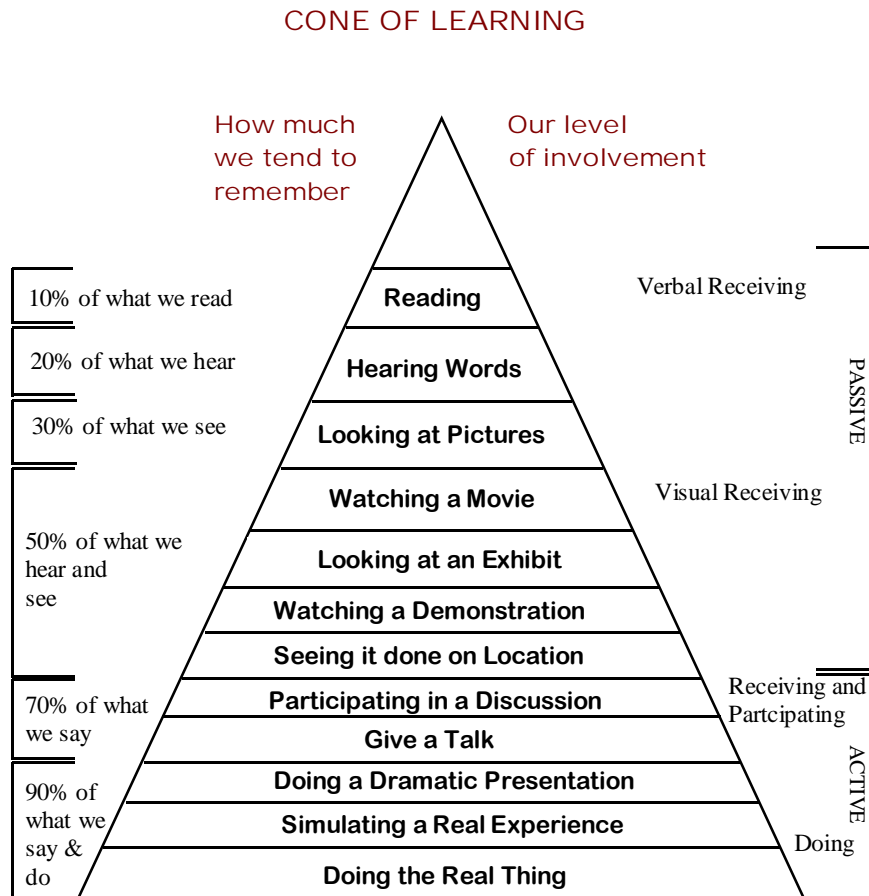 CONE OF LEARNING
How much
we tend to
remember
Our level
of involvement
10% of what we read
Reading
Verbal Receiving
20% of what we hear
Hearing Words
PASSIVE
30% of what we see
Looking at Pictures
50% of what we
hear and
see
Watching a Movie
Visual Receiving
Looking at an Exhibit
Watching a Demonstration
Seeing it done on Location
70% of what
we say
Participating in a Discussion
Receiving and
Partcipating
Give a Talk
ACTIVE
90% of
what we
say &
do
Doing a Dramatic Presentation
Simulating a Real Experience
Doing
Doing the Real Thing